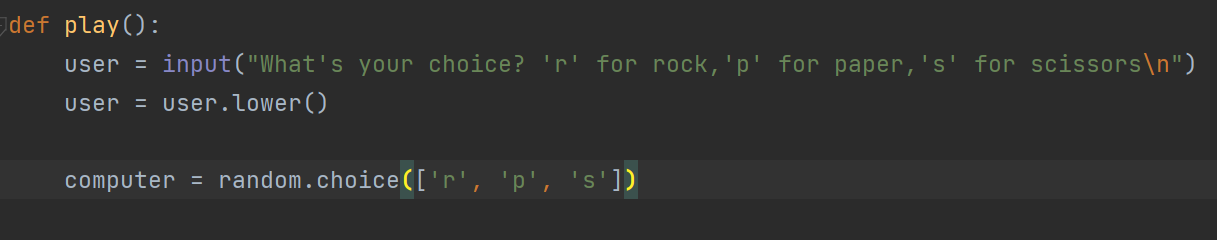 def play():
    user = input("What's your choice? 'r' for rock,'p' for paper,'s' for scissors\n")
    user = user.lower()
    computer = random.choice(['r', 'p', 's'])